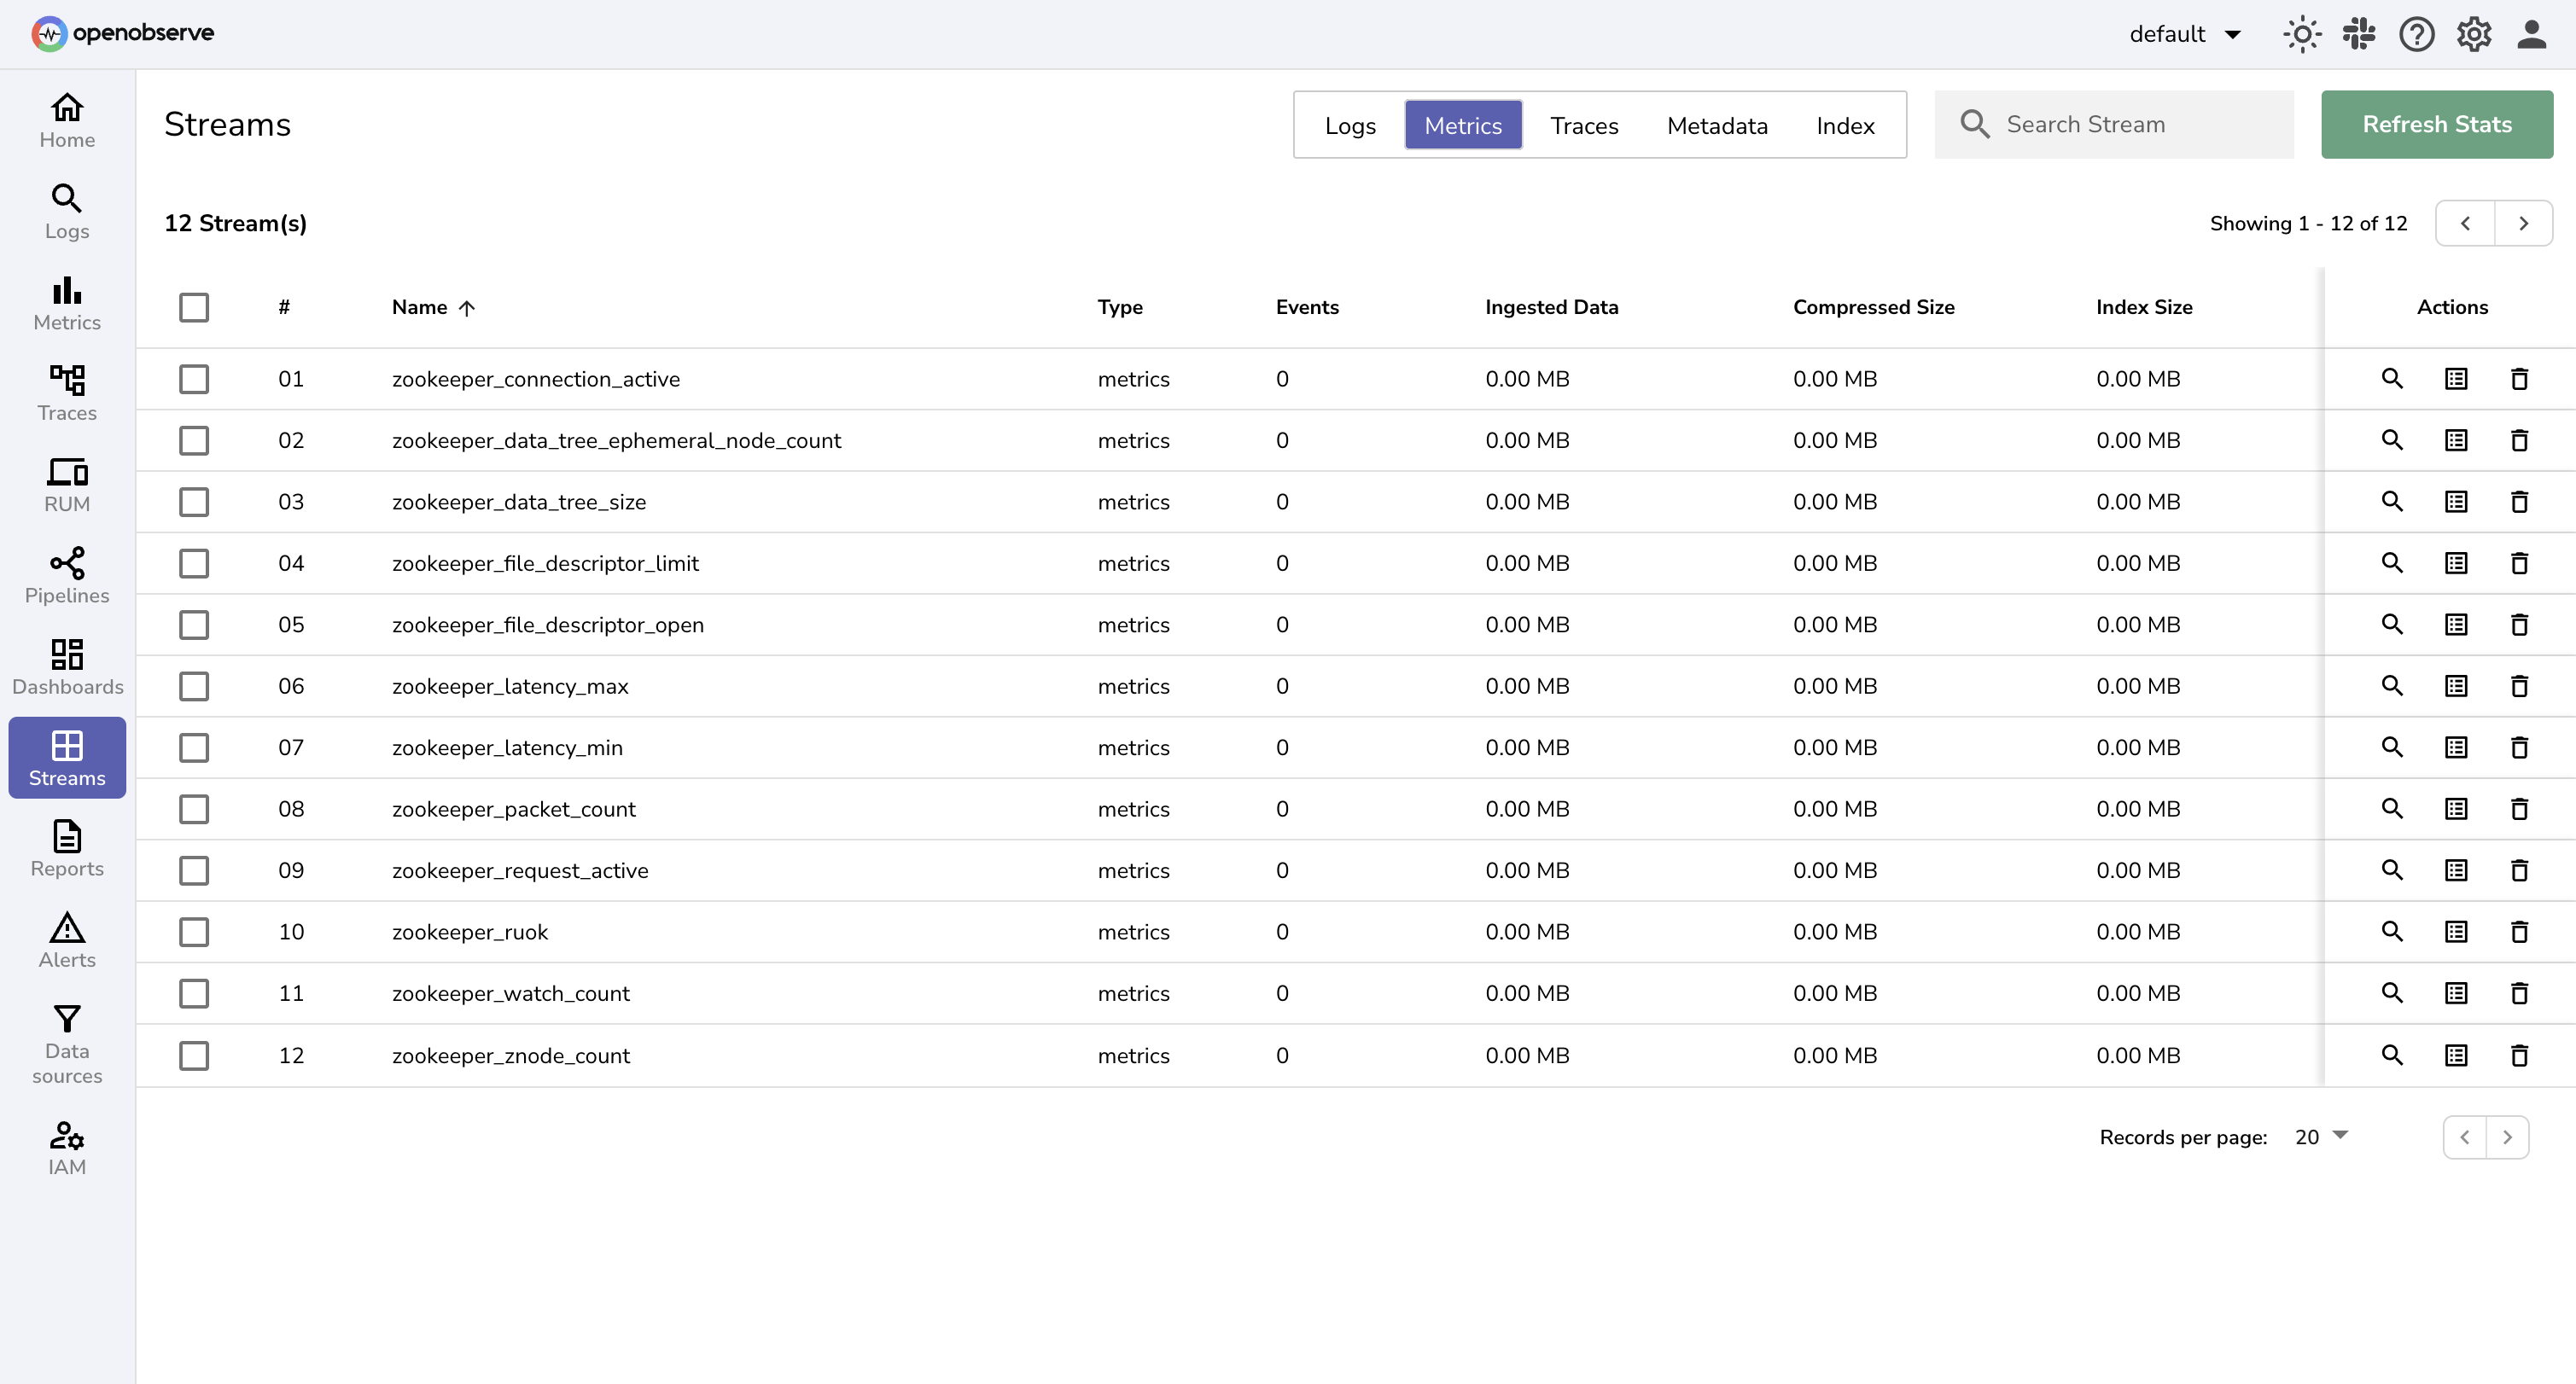 openobserve
default
Home
Logs
Metrics
Traces
RUM
Pipelines
Dashboards
Streams
Reports
Alerts
Data
sources
IAM
Streams
Logs Metrics Traces Metadata Index
Search Stream
Refresh Stats
12 Stream(s)
Showing 1 - 12 of 12
# Name Type Events Ingested Data Compressed Size Index Size Actions
01 zookeeper_connection_active metrics 0 0.00 MB 0.00 MB 0.00 MB
02 zookeeper_data_tree_ephemeral_node_count metrics 0 0.00 MB 0.00 MB 0.00 MB
03 zookeeper_data_tree_size metrics 0 0.00 MB 0.00 MB 0.00 MB
04 zookeeper_file_descriptor_limit metrics 0 0.00 MB 0.00 MB 0.00 MB
05 zookeeper_file_descriptor_open metrics 0 0.00 MB 0.00 MB 0.00 MB
06 zookeeper_latency_max metrics 0 0.00 MB 0.00 MB 0.00 MB
07 zookeeper_latency_min metrics 0 0.00 MB 0.00 MB 0.00 MB
08 zookeeper_packet_count metrics 0 0.00 MB 0.00 MB 0.00 MB
09 zookeeper_request_active metrics 0 0.00 MB 0.00 MB 0.00 MB
10 zookeeper_ruok metrics 0 0.00 MB 0.00 MB 0.00 MB
11 zookeeper_watch_count metrics 0 0.00 MB 0.00 MB 0.00 MB
12 zookeeper_znode_count metrics 0 0.00 MB 0.00 MB 0.00 MB
Records per page: 20